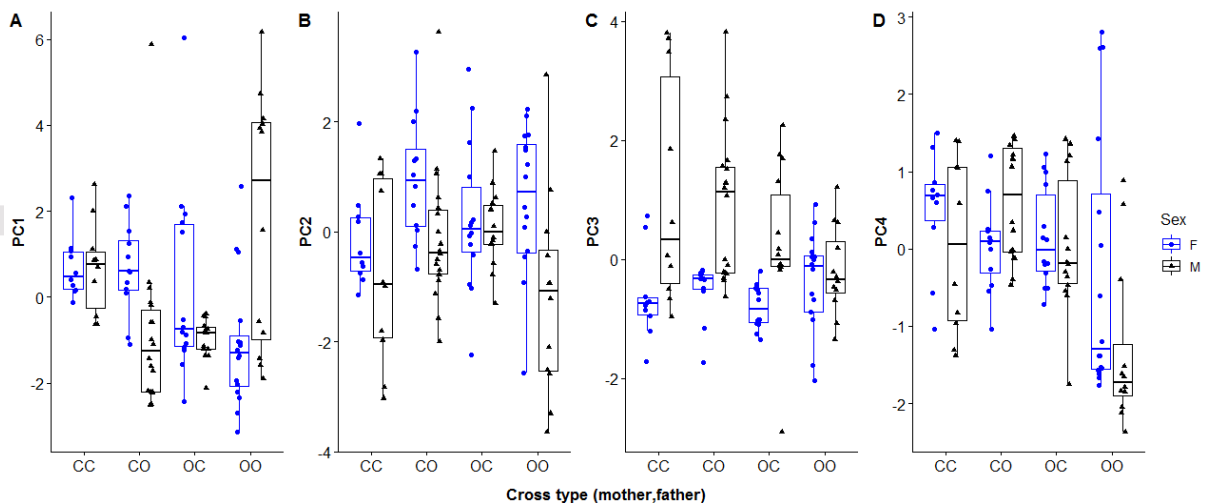 A B C D
PC1
6
4
2
0
-2
CC CO OC OO
PC2
2
0
-2
-4
CC CO OC OO
PC3
4
2
0
-2
CC CO OC OO
PC4
3
2
1
0
-1
-2
CC CO OC OO
Sex
F
M
Cross type (mother,father)